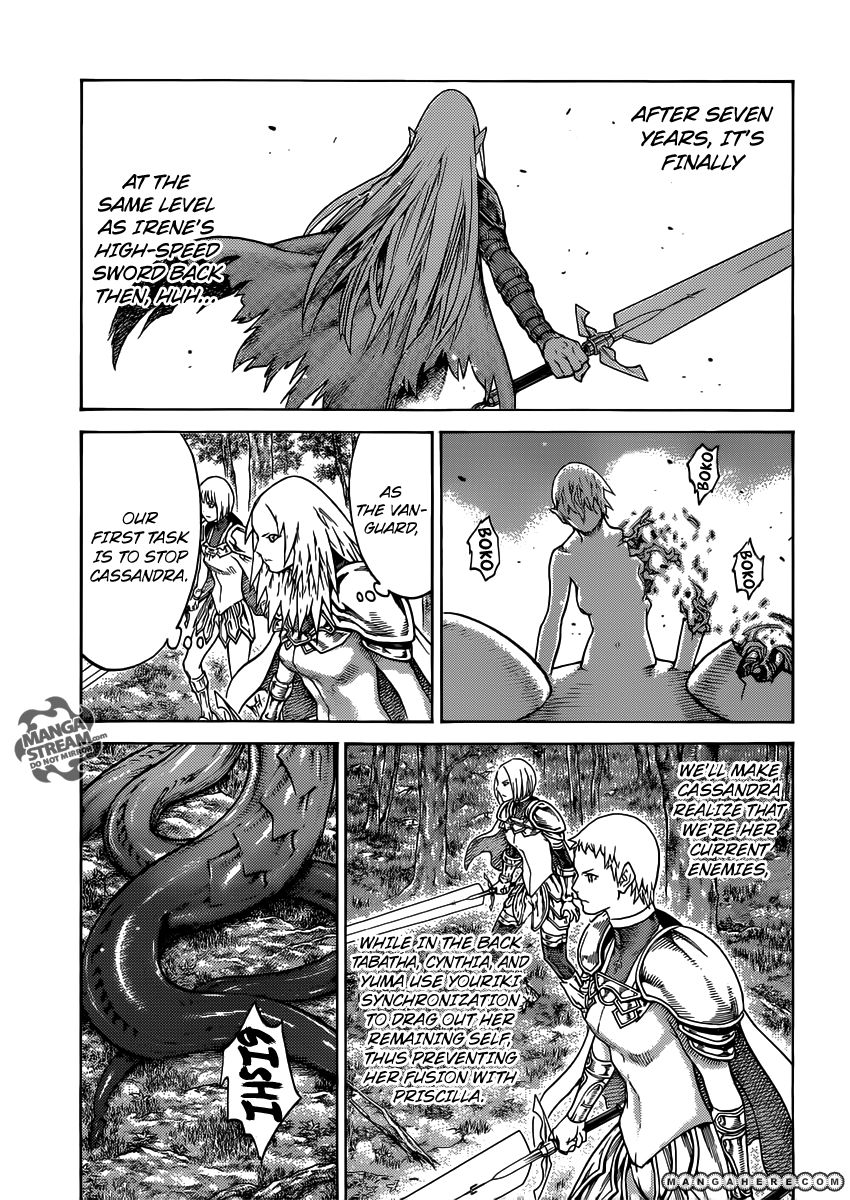 AFTER SEVEN
YEARS, IT'S
FINALLY
AT THE
SAME LEVEL
AS IRENE'S
HIGH-SPEED
SWORD BACK
THEN, HUH...
AS
THE VAN-
GUARD,
OUR
FIRST TASK
IS TO STOP
CASSANDRA.
BOKO
BOKO
BOKO
MANGA
STREAM.com
DO NOT MIRROR
WE'LL MAKE
CASSANDRA
REALIZE THAT
WE'RE HER
CURRENT
ENEMIES,
WHILE IN THE BACK
TABATHA, CYNTHIA, AND
YUMA USE YOURIKI
SYNCHRONIZATION
TO DRAG OUT HER
REMAINING SELF,
THUS PREVENTING
HER FUSION WITH
PRISCILLA.
GISHI
MANGAHERE.COM